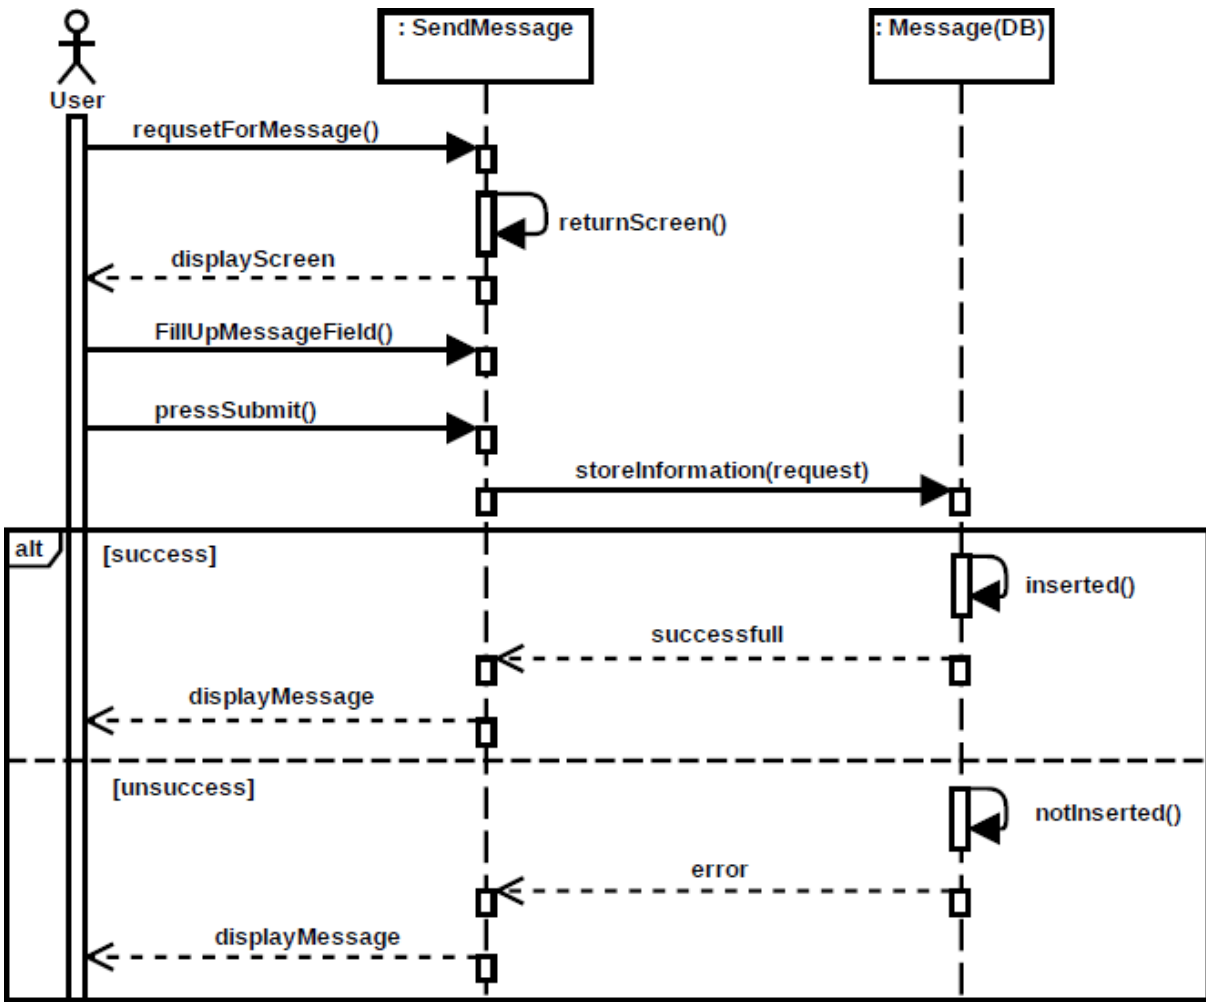 : SendMessage
: Message(DB)
User
requsetForMessage()
returnScreen()
displayScreen
FillUpMessageField()
pressSubmit()
storeInformation(request)
alt
[success]
inserted()
successfull
displayMessage
[unsuccess]
notInserted()
error
displayMessage